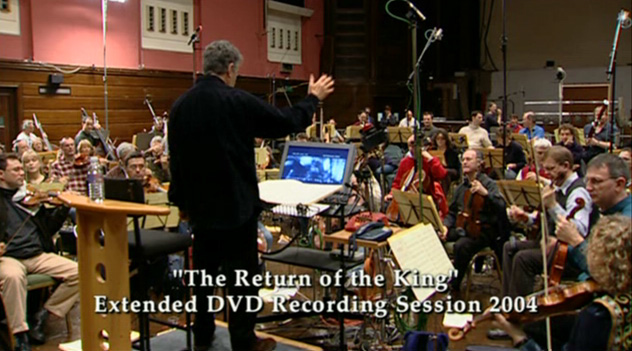 "The Return of the King"
Extended DVD Recording Session 2004